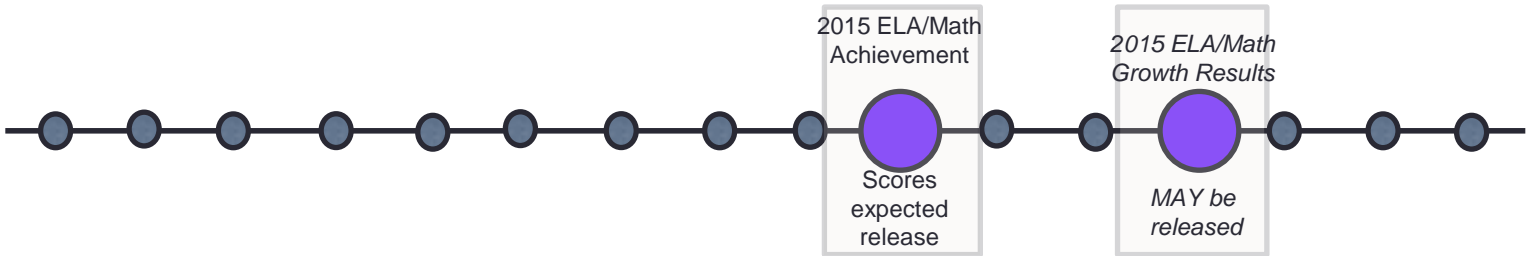 2015 ELA/Math
Achievement
Scores
expected
release
2015 ELA/Math
Growth Results
MAY be
released